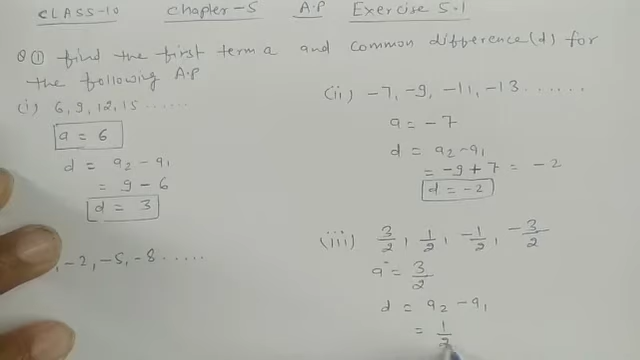 CLASS-10 Chapter-5 A.P Exercise 5.1
Q① find the first term a and common difference(d) for
the following A.P
(i) 6, 9, 12, 15 ......
a = 6
d = a₂ - a₁
= 9 - 6
d = 3
, -2, -5, -8 .....
(ii) -7, -9, -11, -13 ......
a = -7
d = a₂ - a₁
= -9 + 7 = -2
d = -2
(iii) 3/2, 1/2, -1/2, -3/2
a = 3/2
d = a₂ - a₁
= 1/2